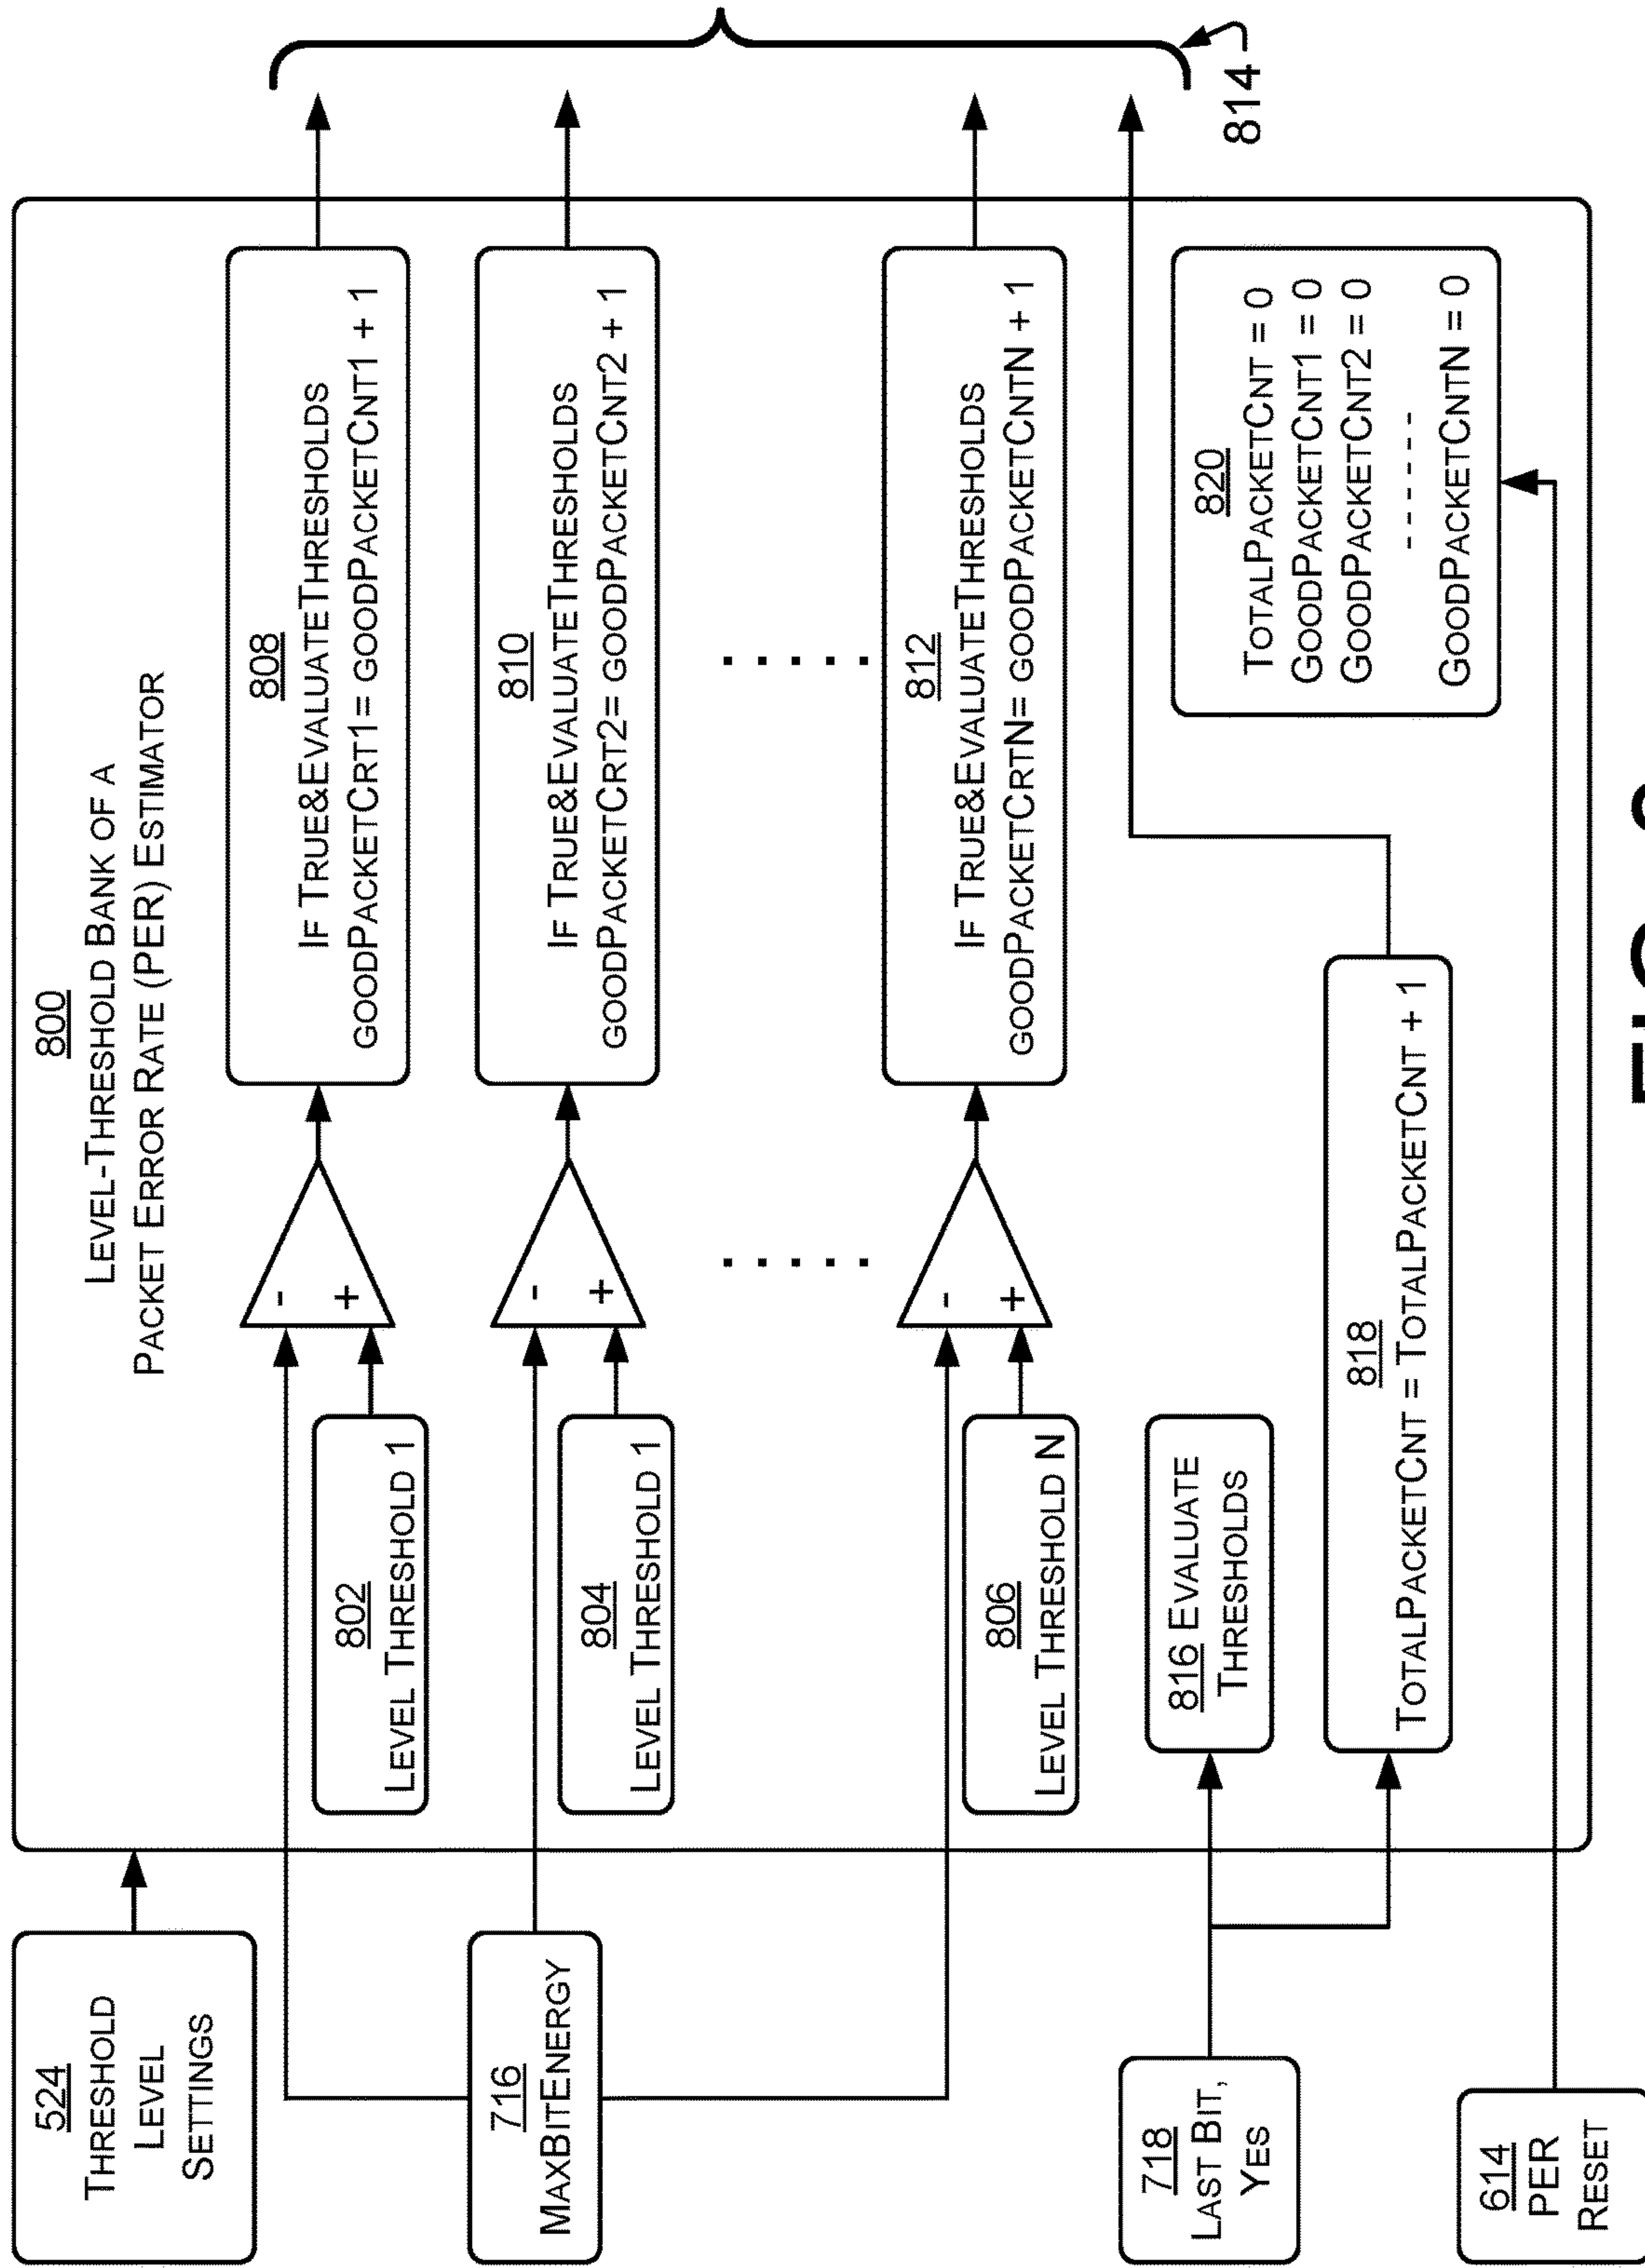 800
LEVEL-THRESHOLD BANK OF A
PACKET ERROR RATE (PER) ESTIMATOR
524
THRESHOLD
LEVEL
SETTINGS
716
MAXBITENERGY
718
LAST BIT,
YES
614
PER
RESET
802
LEVEL THRESHOLD 1
-
+
808
IF TRUE&EVALUATETHRESHOLDS
GOODPACKETCRT1= GOODPACKETCNT1 + 1
804
LEVEL THRESHOLD 1
-
+
810
IF TRUE&EVALUATETHRESHOLDS
GOODPACKETCRT2= GOODPACKETCNT2 + 1
806
LEVEL THRESHOLD N
-
+
812
IF TRUE&EVALUATETHRESHOLDS
GOODPACKETCRTN= GOODPACKETCNTN + 1
816 EVALUATE
THRESHOLDS
818
TOTALPACKETCNT = TOTALPACKETCNT + 1
820
TOTALPACKETCNT = 0
GOODPACKETCNT1 = 0
GOODPACKETCNT2 = 0
------
GOODPACKETCNTN = 0
814